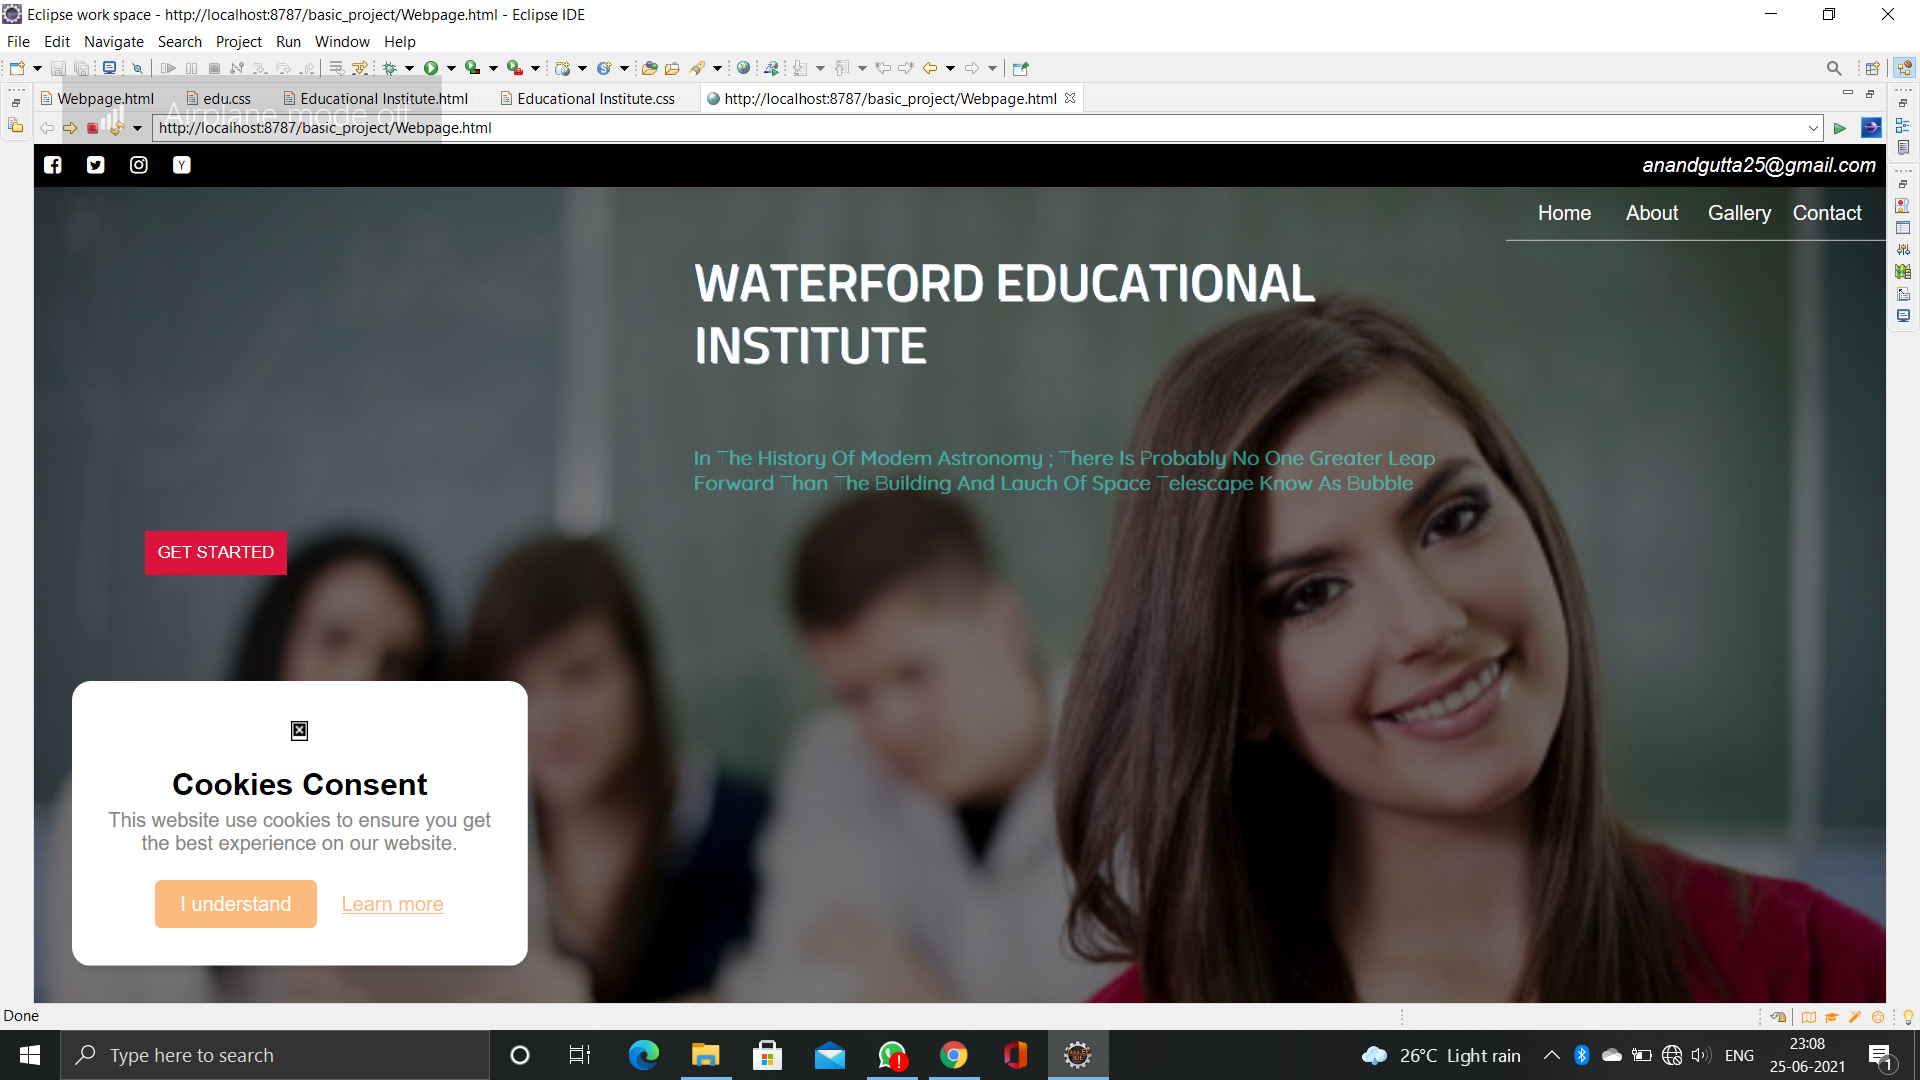 Eclipse work space - http://localhost:8787/basic_project/Webpage.html - Eclipse IDE
File Edit Navigate Search Project Run Window Help
Webpage.html edu.css Educational Institute.html Educational Institute.css http://localhost:8787/basic_project/Webpage.html
Airplane mode off
http://localhost:8787/basic_project/Webpage.html
anandgutta25@gmail.com
Home About Gallery Contact
WATERFORD EDUCATIONAL
INSTITUTE
In The History Of Modem Astronomy ; There Is Probably No One Greater Leap
Forward Than The Building And Lauch Of Space Telescape Know As Bubble
GET STARTED
Cookies Consent
This website use cookies to ensure you get
the best experience on our website.
I understand Learn more
Done
Type here to search
26°C Light rain
ENG
23:08
25-06-2021
1